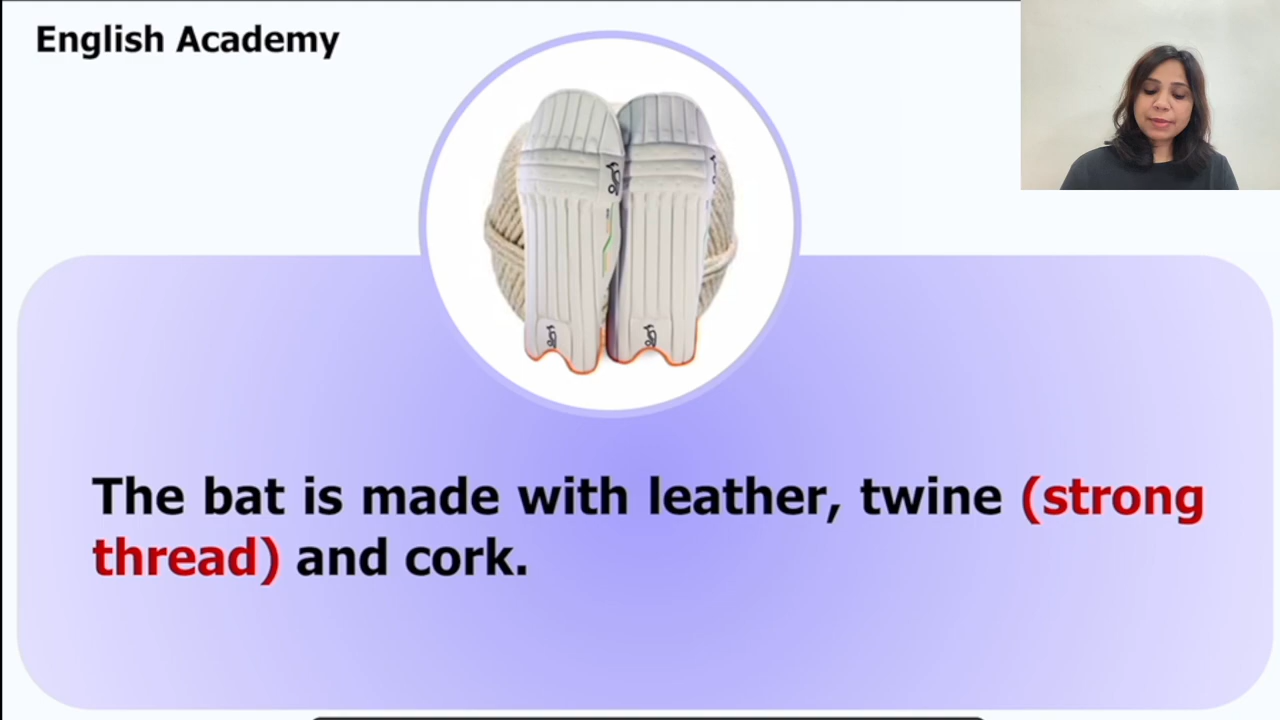 English Academy
The bat is made with leather, twine (strong
thread) and cork.